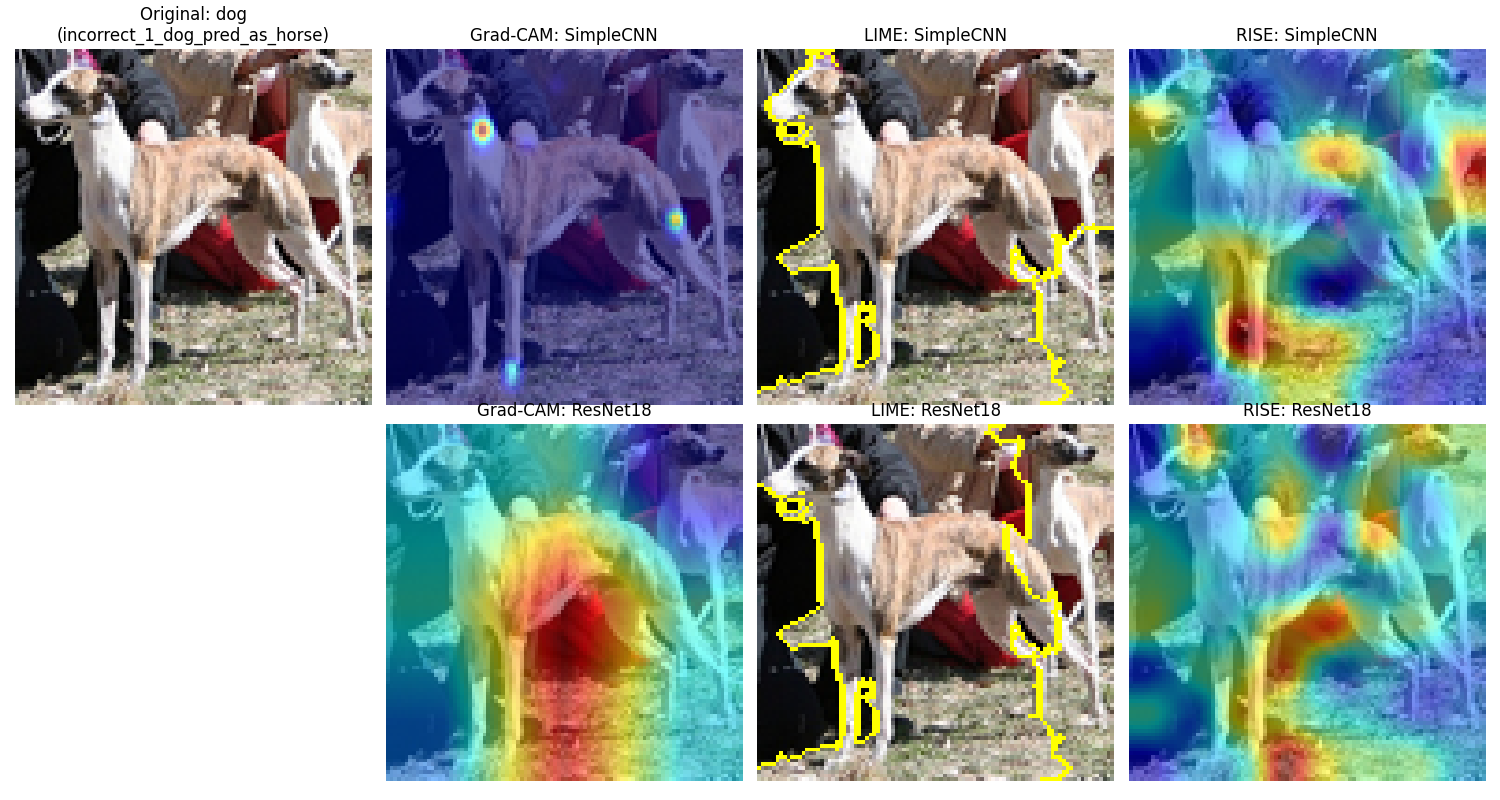 Original: dog
(incorrect_1_dog_pred_as_horse)
Grad-CAM: SimpleCNN
LIME: SimpleCNN
RISE: SimpleCNN
Grad-CAM: ResNet18
LIME: ResNet18
RISE: ResNet18